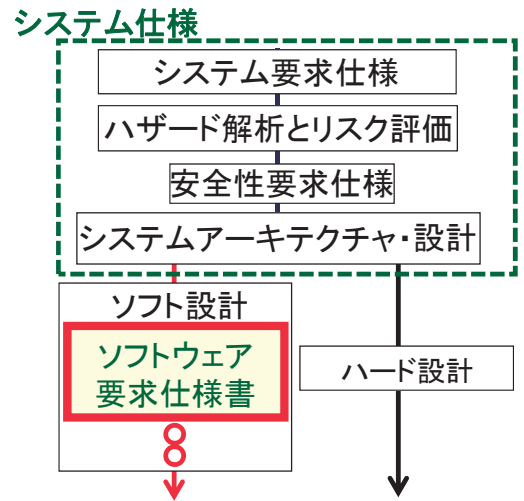 システム仕様
システム要求仕様
ハザード解析とリスク評価
安全性要求仕様
システムアーキテクチャ・設計
ソフト設計
ソフトウェア
要求仕様書
ハード設計